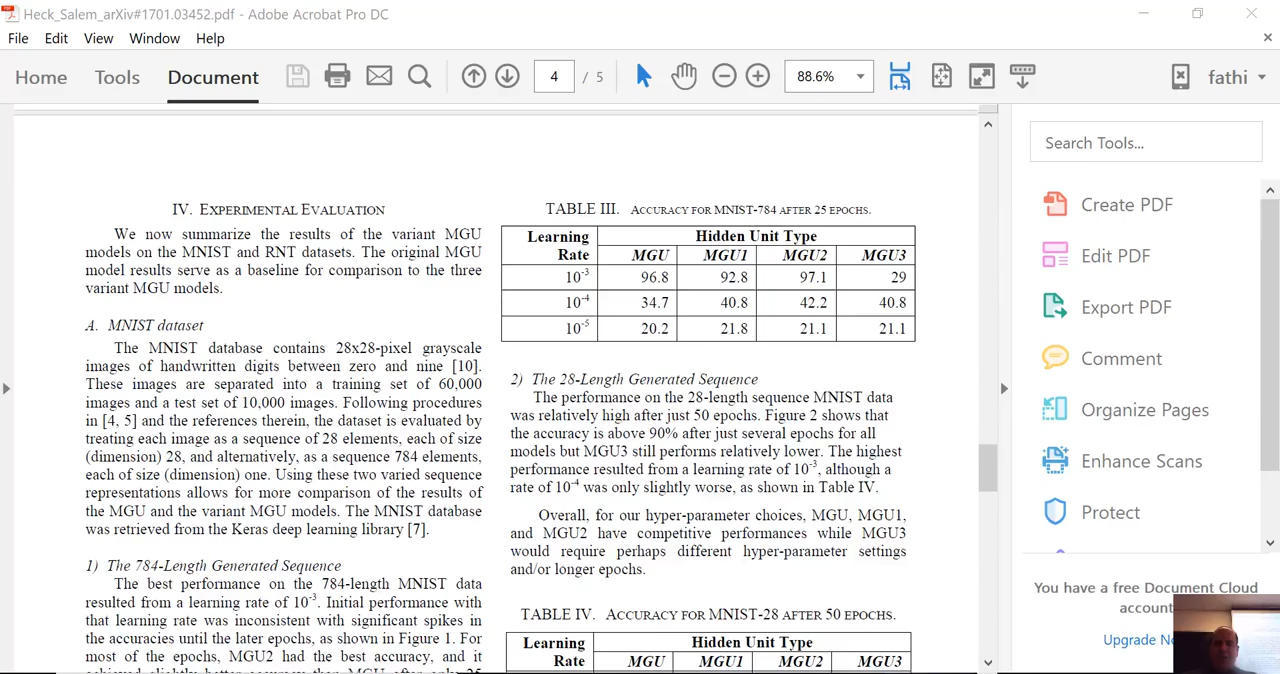 Heck_Salem_arXiv#1701.03452.pdf - Adobe Acrobat Pro DC
File Edit View Window Help
Home Tools Document 4 / 5 88.6% fathi
IV. EXPERIMENTAL EVALUATION
We now summarize the results of the variant MGU
models on the MNIST and RNT datasets. The original MGU
model results serve as a baseline for comparison to the three
variant MGU models.
A. MNIST dataset
The MNIST database contains 28x28-pixel grayscale
images of handwritten digits between zero and nine [10].
These images are separated into a training set of 60,000
images and a test set of 10,000 images. Following procedures
in [4, 5] and the references therein, the dataset is evaluated by
treating each image as a sequence of 28 elements, each of size
(dimension) 28, and alternatively, as a sequence 784 elements,
each of size (dimension) one. Using these two varied sequence
representations allows for more comparison of the results of
the MGU and the variant MGU models. The MNIST database
was retrieved from the Keras deep learning library [7].
1) The 784-Length Generated Sequence
The best performance on the 784-length MNIST data
resulted from a learning rate of 10-3. Initial performance with
that learning rate was inconsistent with significant spikes in
the accuracies until the later epochs, as shown in Figure 1. For
most of the epochs, MGU2 had the best accuracy, and it
TABLE III. ACCURACY FOR MNIST-784 AFTER 25 EPOCHS.
Learning Rate Hidden Unit Type
MGU MGU1 MGU2 MGU3
10-3 96.8 92.8 97.1 29
10-4 34.7 40.8 42.2 40.8
10-5 20.2 21.8 21.1 21.1
2) The 28-Length Generated Sequence
The performance on the 28-length sequence MNIST data
was relatively high after just 50 epochs. Figure 2 shows that
the accuracy is above 90% after just several epochs for all
models but MGU3 still performs relatively lower. The highest
performance resulted from a learning rate of 10-3, although a
rate of 10-4 was only slightly worse, as shown in Table IV.
Overall, for our hyper-parameter choices, MGU, MGU1,
and MGU2 have competitive performances while MGU3
would require perhaps different hyper-parameter settings
and/or longer epochs.
TABLE IV. ACCURACY FOR MNIST-28 AFTER 50 EPOCHS.
Learning Rate Hidden Unit Type
MGU MGU1 MGU2 MGU3
Search Tools...
Create PDF
Edit PDF
Export PDF
Comment
Organize Pages
Enhance Scans
Protect
You have a free Document Cloud
Upgrade